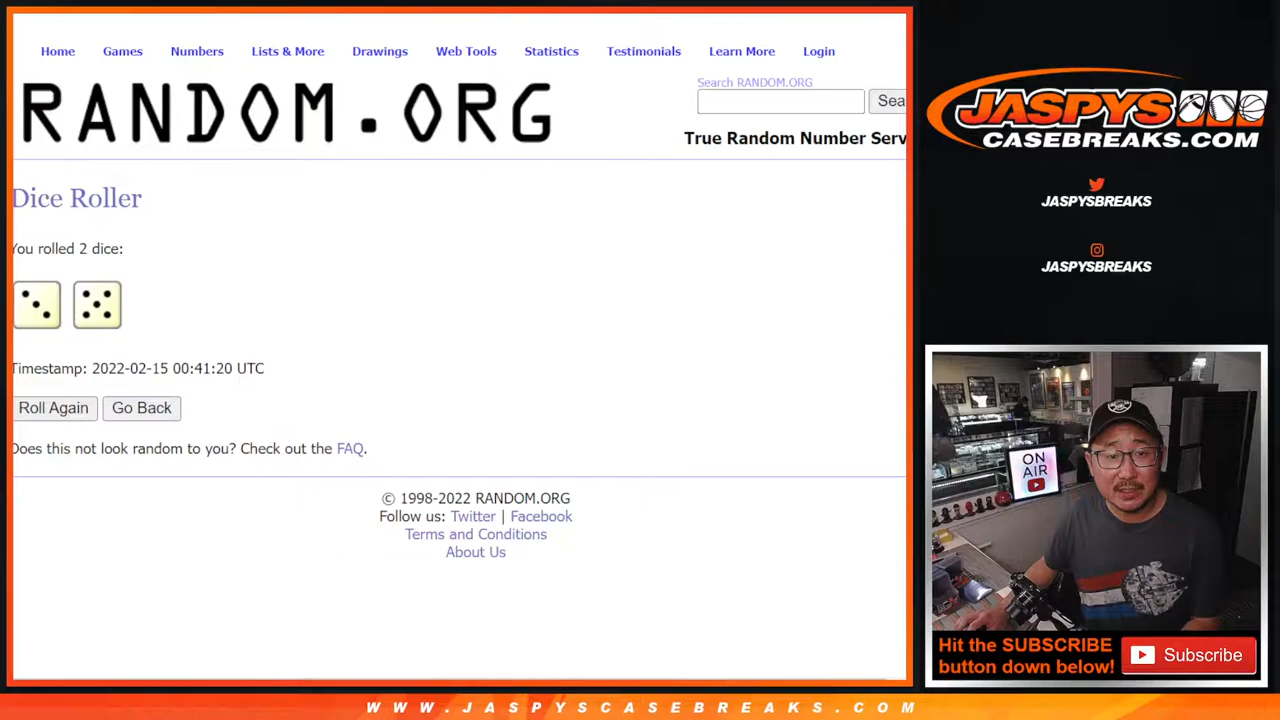 Home Games Numbers Lists & More Drawings Web Tools Statistics Testimonials Learn More Login
Search RANDOM.ORG
RANDOM.ORG
Sea
True Random Number Serv
Dice Roller
You rolled 2 dice:
Timestamp: 2022-02-15 00:41:20 UTC
Roll Again Go Back
Does this not look random to you? Check out the FAQ.
© 1998-2022 RANDOM.ORG
Follow us: Twitter | Facebook
Terms and Conditions
About Us
JASPYS
CASEBREAKS.COM
JASPYSBREAKS
JASPYSBREAKS
ON
AIR
Hit the SUBSCRIBE
button down below!
Subscribe
WWW.JASPYSCASEBREAKS.COM